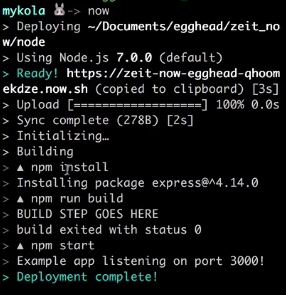 mykola 🐰-> now
> Deploying ~/Documents/egghead/zeit_no
w/node
> Using Node.js 7.0.0 (default)
> Ready! https://zeit-now-egghead-qhoom
ekdze.now.sh (copied to clipboard) [3s]
> Upload [====================] 100% 0.0s
> Sync complete (278B) [2s]
> Initializing…
> Building
> ▲ npm install
> Installing package express@^4.14.0
> ▲ npm run build
> BUILD STEP GOES HERE
> build exited with status 0
> ▲ npm start
> Example app listening on port 3000!
> Deployment complete!